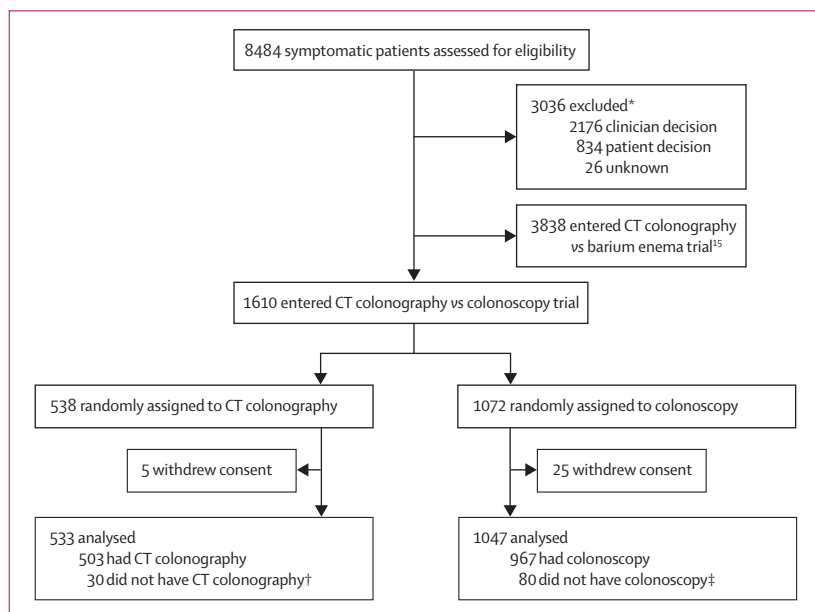 8484 symptomatic patients assessed for eligibility
3036 excluded*
2176 clinician decision
834 patient decision
26 unknown
3838 entered CT colonography
vs barium enema trial¹⁵
1610 entered CT colonography vs colonoscopy trial
538 randomly assigned to CT colonography
1072 randomly assigned to colonoscopy
5 withdrew consent
25 withdrew consent
533 analysed
503 had CT colonography
30 did not have CT colonography†
1047 analysed
967 had colonoscopy
80 did not have colonoscopy‡